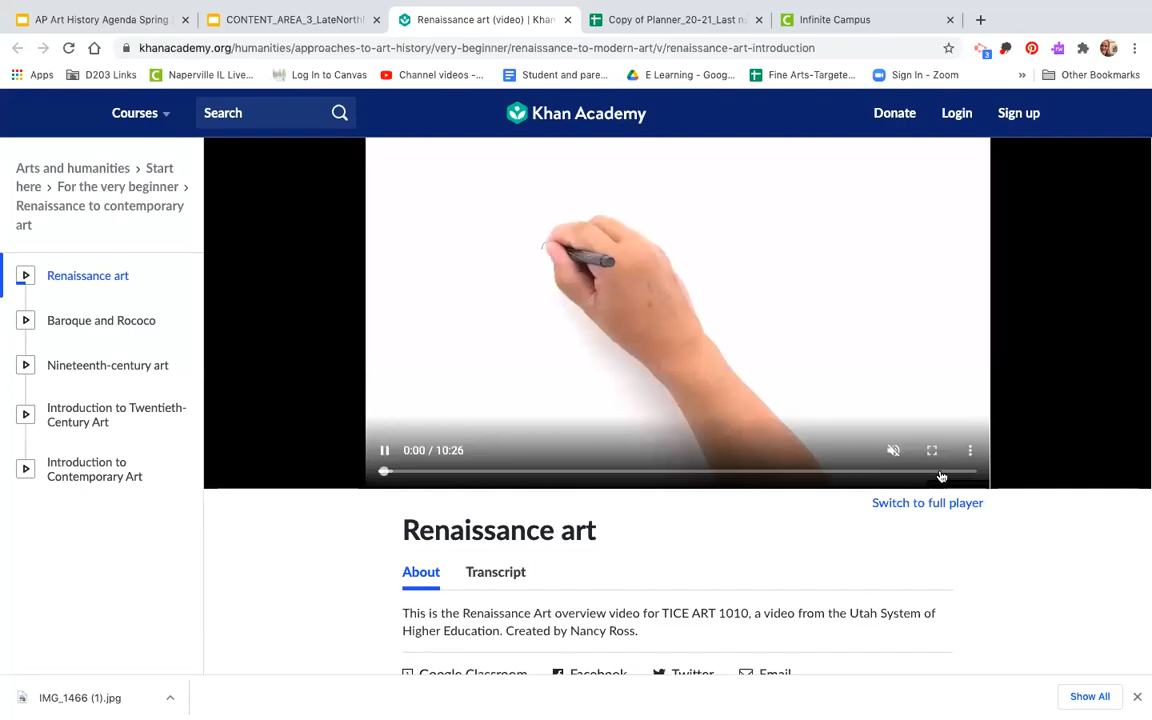 AP Art History Agenda Spring
CONTENT_AREA_3_LateNorth
Renaissance art (video) | Khan
Copy of Planner_20-21_Last n
Infinite Campus
khanacademy.org/humanities/approaches-to-art-history/very-beginner/renaissance-to-modern-art/v/renaissance-art-introduction
3
Apps
D203 Links
Naperville IL Live...
Log In to Canvas
Channel videos -...
Student and pare...
E Learning - Goog...
Fine Arts-Targete...
Sign In - Zoom
»
Other Bookmarks
Courses
Search
Khan Academy
Donate
Login
Sign up
Arts and humanities › Start
here › For the very beginner ›
Renaissance to contemporary
art
Renaissance art
Baroque and Rococo
Nineteenth-century art
Introduction to Twentieth-
Century Art
Introduction to
Contemporary Art
0:00 / 10:26
Switch to full player
Renaissance art
About
Transcript
This is the Renaissance Art overview video for TICE ART 1010, a video from the Utah System of
Higher Education. Created by Nancy Ross.
Google Classroom
Facebook
Twitter
Email
IMG_1466 (1).jpg
Show All